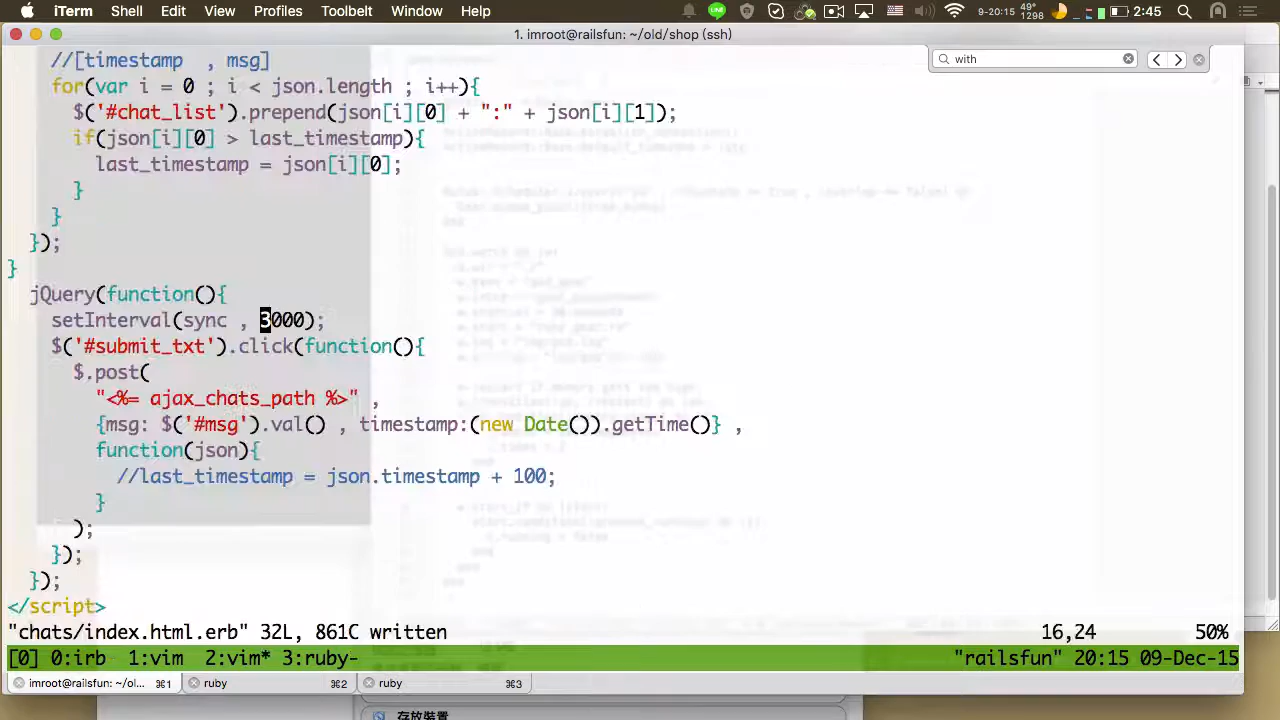 iTerm Shell Edit View Profiles Toolbelt Window Help 9-20:15 49° 1298 2:45
1. imroot@railsfun: ~/old/shop (ssh)
with
//[timestamp , msg]
for(var i = 0 ; i < json.length ; i++){
$('#chat_list').prepend(json[i][0] + ":" + json[i][1]);
if(json[i][0] > last_timestamp){
last_timestamp = json[i][0];
}
}
});
}
jQuery(function(){
setInterval(sync , 3000);
$('#submit_txt').click(function(){
$.post(
"<%= ajax_chats_path %>" ,
{msg: $('#msg').val() , timestamp:(new Date()).getTime()} ,
function(json){
//last_timestamp = json.timestamp + 100;
}
);
});
});
</script>
"chats/index.html.erb" 32L, 861C written 16,24 50%
[0] 0:irb 1:vim 2:vim* 3:ruby- "railsfun" 20:15 09-Dec-15
imroot@railsfun: ~/ol... ⌘1 ruby ⌘2 ruby ⌘3
存放裝置